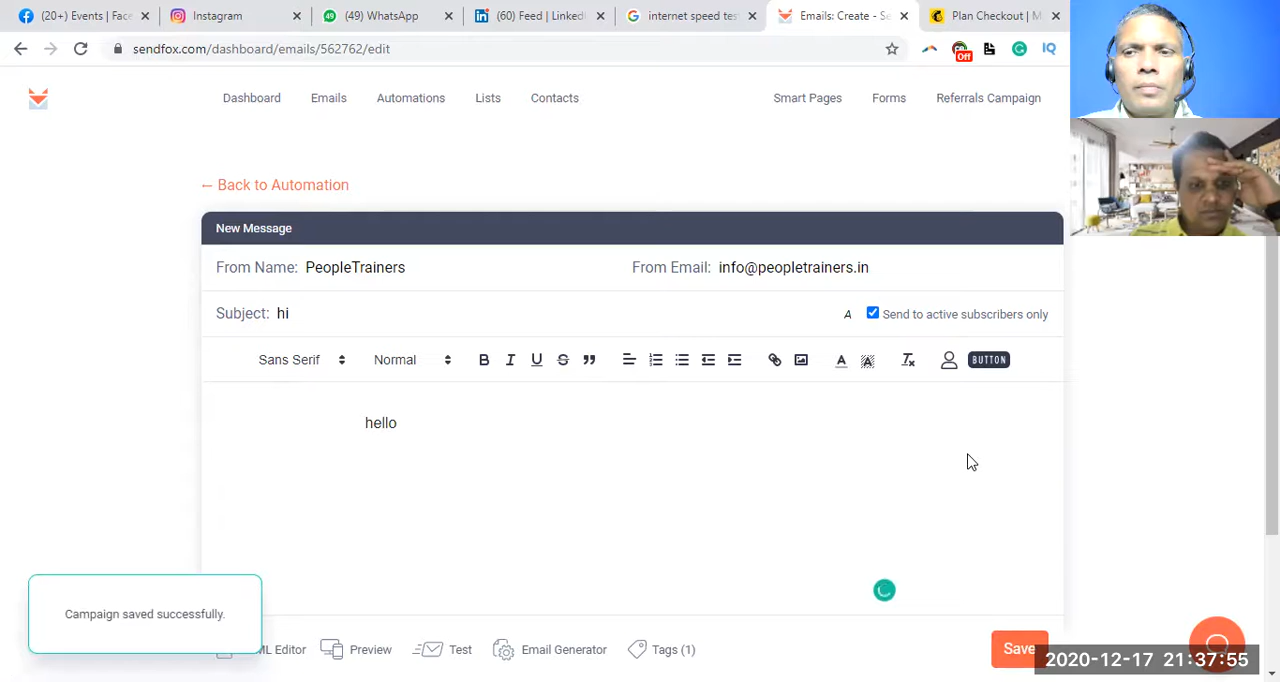 (20+) Events | Face
Instagram
(49) WhatsApp
(60) Feed | LinkedI
internet speed test
Emails: Create - Se
Plan Checkout | M
sendfox.com/dashboard/emails/562762/edit
Off
IQ
Dashboard
Emails
Automations
Lists
Contacts
Smart Pages
Forms
Referrals Campaign
← Back to Automation
New Message
From Name: PeopleTrainers
From Email: info@peopletrainers.in
Subject: hi
A
Send to active subscribers only
Sans Serif
Normal
BUTTON
hello
Campaign saved successfully.
ML Editor
Preview
Test
Email Generator
Tags (1)
Save
2020-12-17 21:37:55